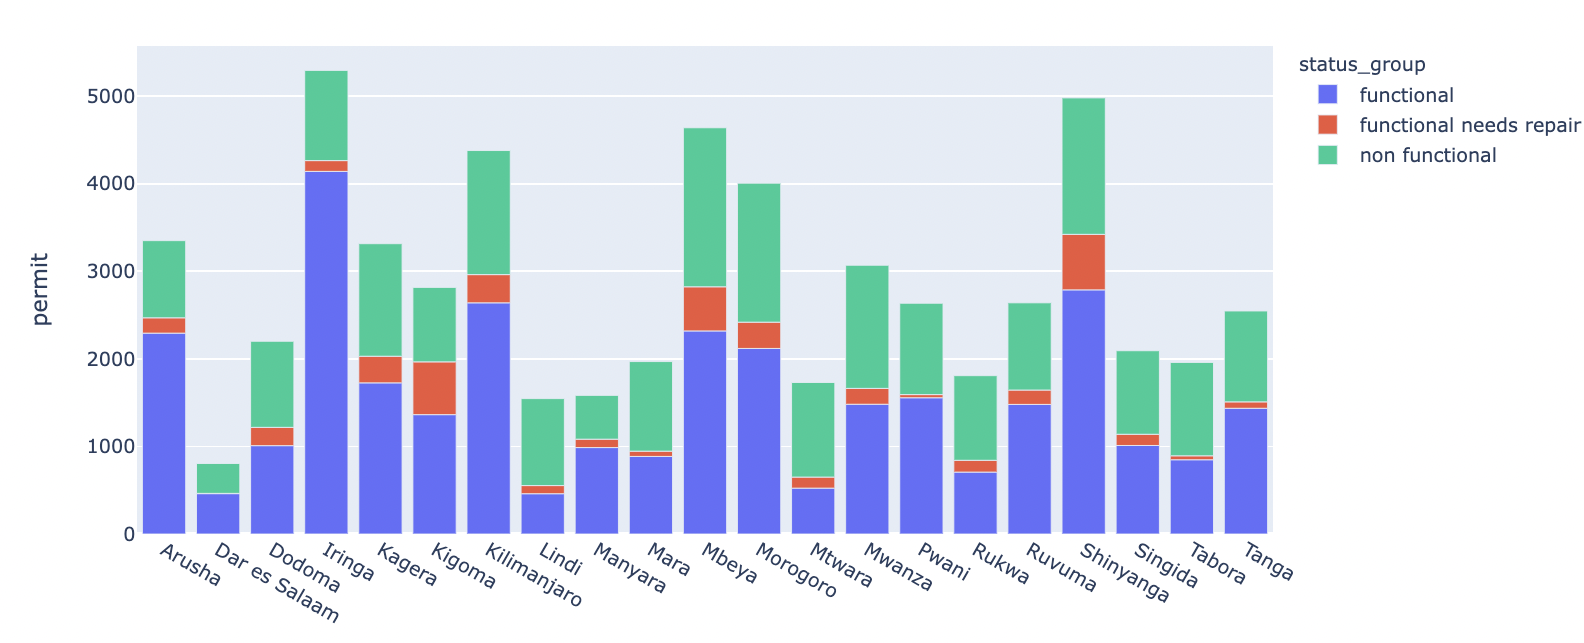 status_group
functional
functional needs repair
non functional
permit
5000
4000
3000
2000
1000
0
Arusha
Dar es Salaam
Dodoma
Iringa
Kagera
Kigoma
Kilimanjaro
Lindi
Manyara
Mara
Mbeya
Morogoro
Mtwara
Mwanza
Pwani
Rukwa
Ruvuma
Shinyanga
Singida
Tabora
Tanga